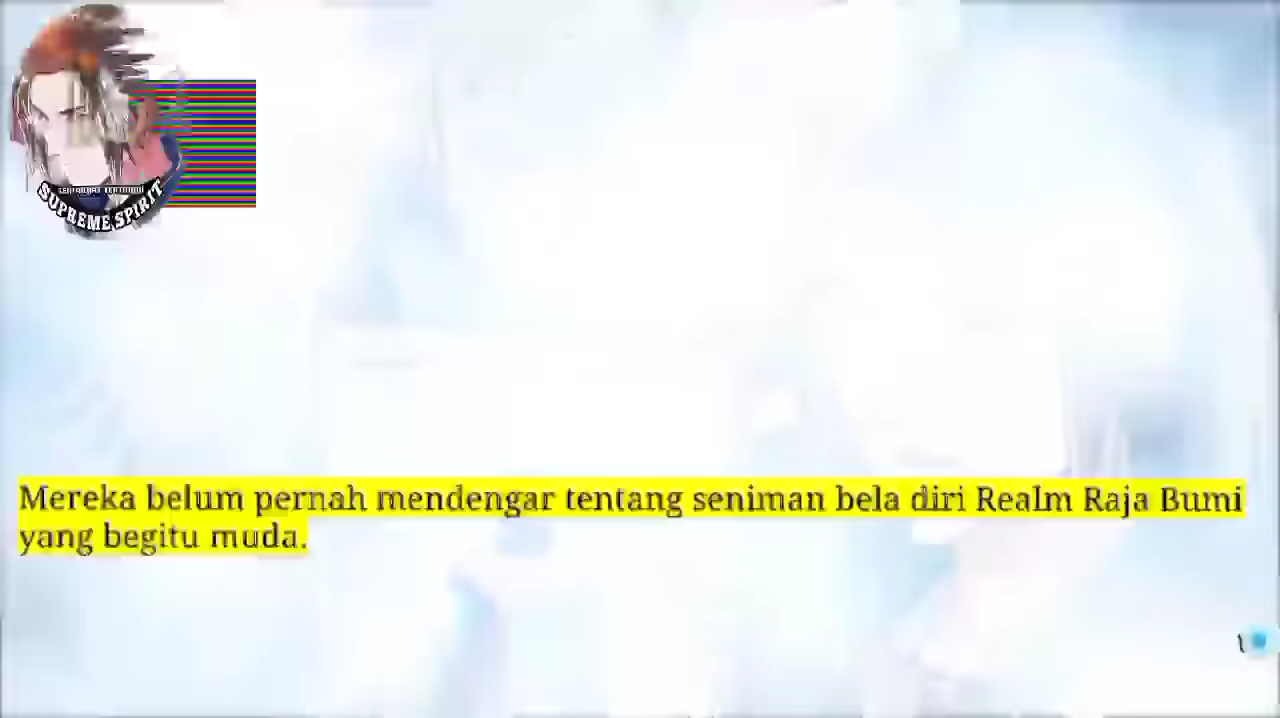 SUPREME SPIRIT
Mereka belum pernah mendengar tentang seniman bela diri Realm Raja Bumi
yang begitu muda.